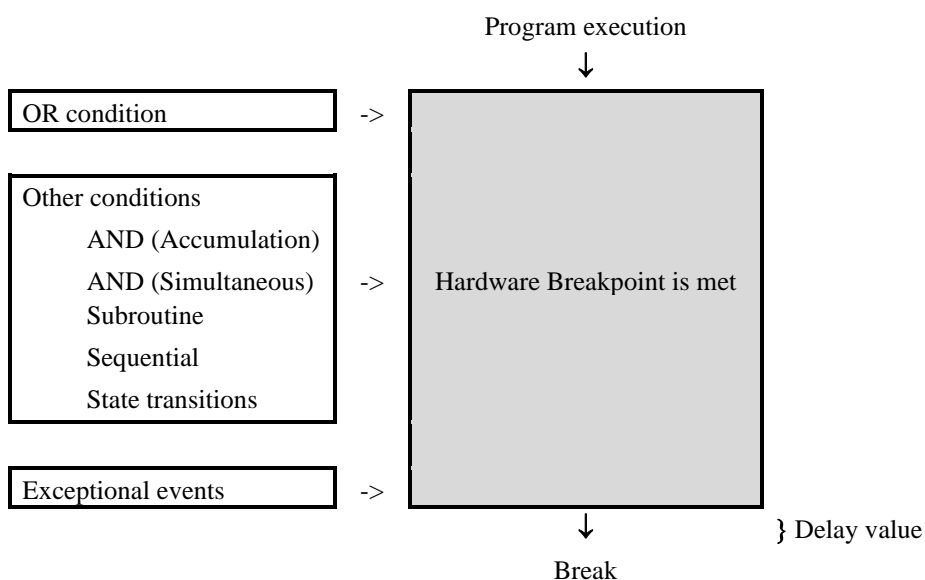 Program execution
↓
OR condition ->
Other conditions
AND (Accumulation)
AND (Simultaneous) -> Hardware Breakpoint is met
Subroutine
Sequential
State transitions
Exceptional events ->
↓ } Delay value
Break